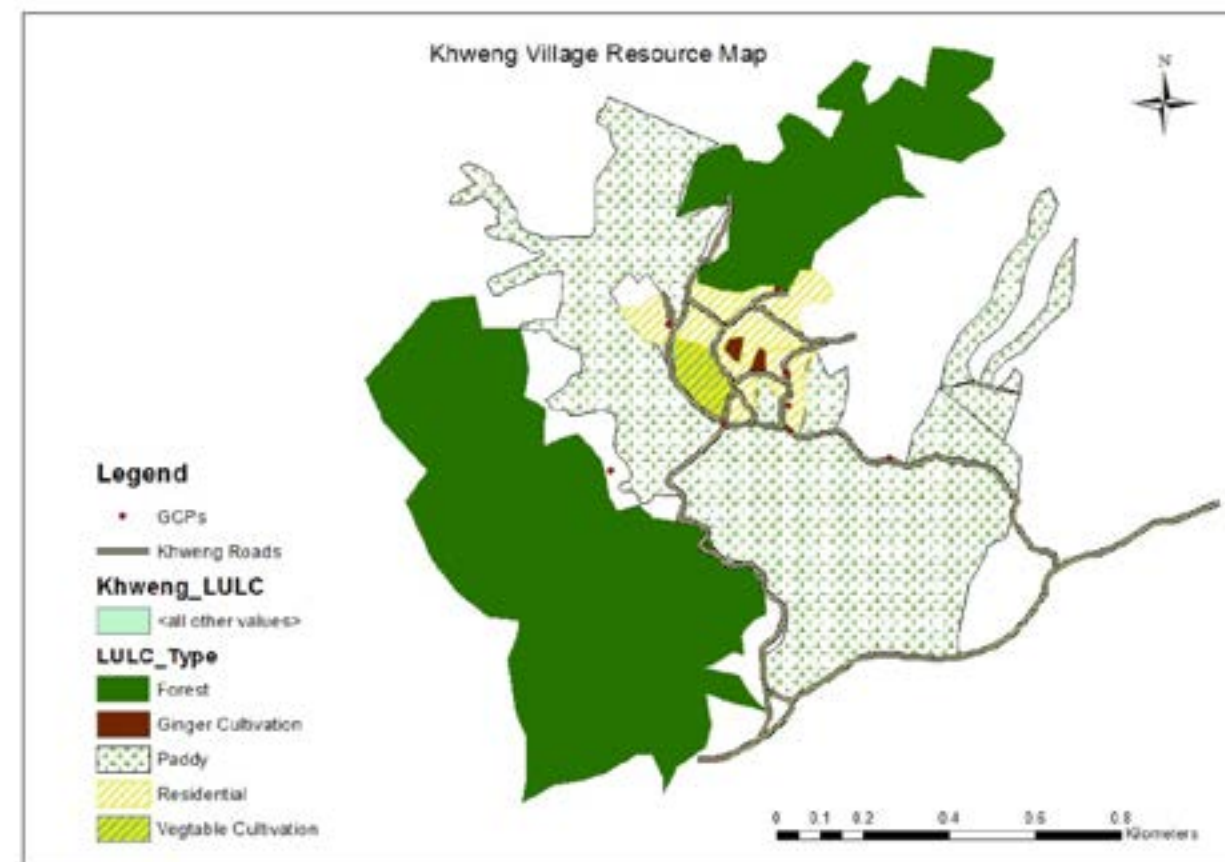 Khweng Village Resource Map
N
Legend
GCPs
Khweng Roads
Khweng_LULC
<all other values>
LULC_Type
Forest
Ginger Cultivation
Paddy
Residential
Vegtable Cultivation
0 0.1 0.2 0.4 0.6 0.8
Kilometers